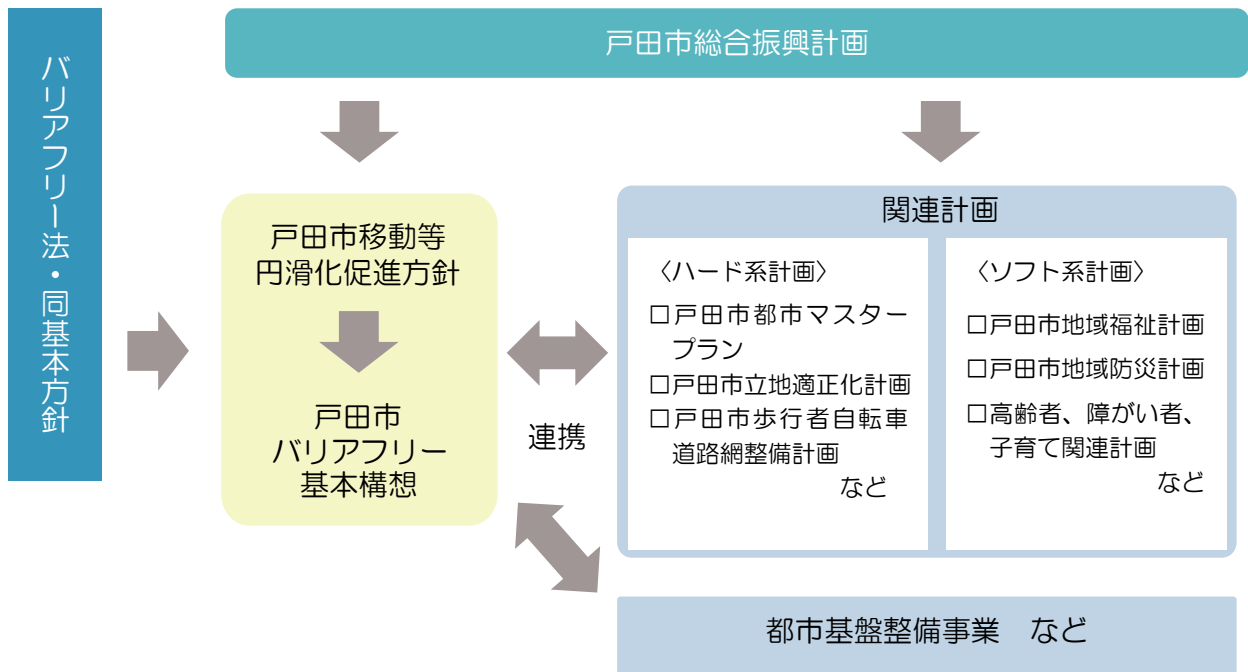 バリアフリー法・同基本方針
戸田市総合振興計画
戸田市移動等
円滑化促進方針
戸田市
バリアフリー
基本構想
連携
関連計画
〈ハード系計画〉
□戸田市都市マスター
プラン
□戸田市立地適正化計画
□戸田市歩行者自転車
道路網整備計画
など
〈ソフト系計画〉
□戸田市地域福祉計画
□戸田市地域防災計画
□高齢者、障がい者、
子育て関連計画
など
都市基盤整備事業　など